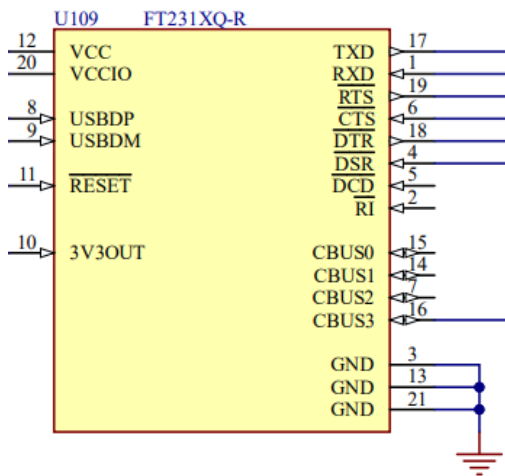 U109 FT231XQ-R
12 VCC TXD 17
20 VCCIO RXD 1
RTS 19
8 USBDP CTS 6
9 USBDM DTR 18
DSR 4
11 RESET DCD 5
RI 2
10 3V3OUT CBUS0 15
CBUS1 14
CBUS2 7
CBUS3 16
GND 3
GND 13
GND 21